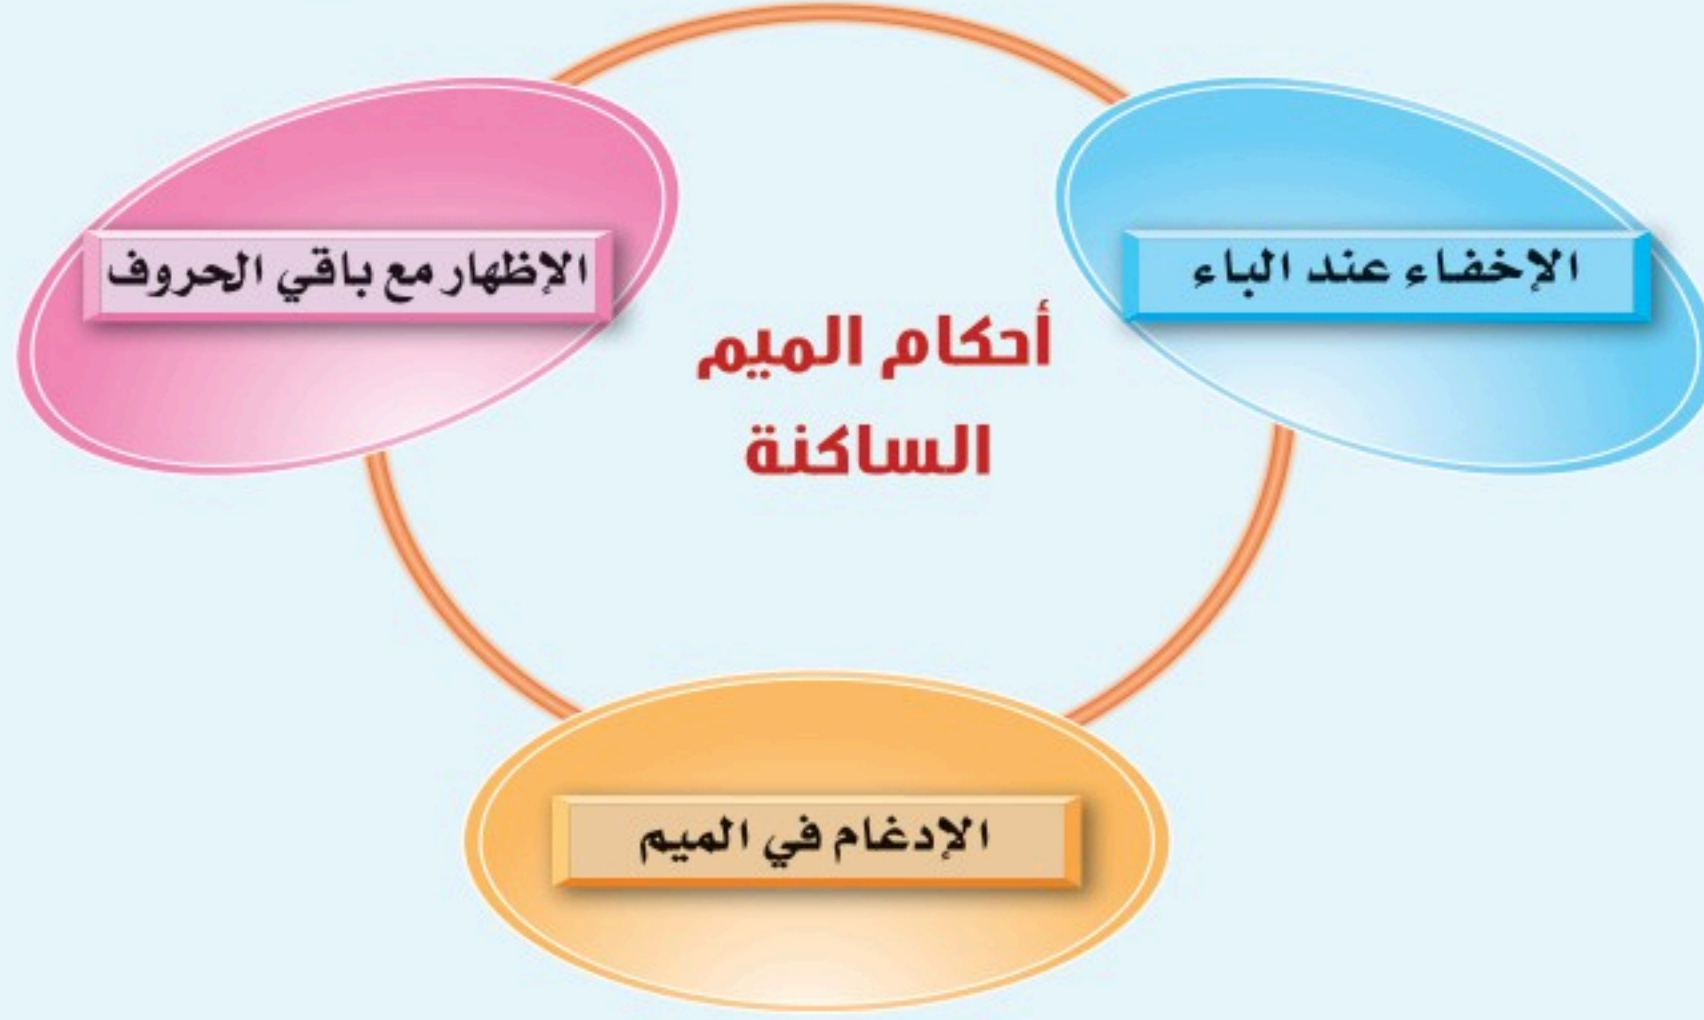 أحكام الميم
الساكنة
الإخفاء عند الباء
الإظهار مع باقي الحروف
الإدغام في الميم